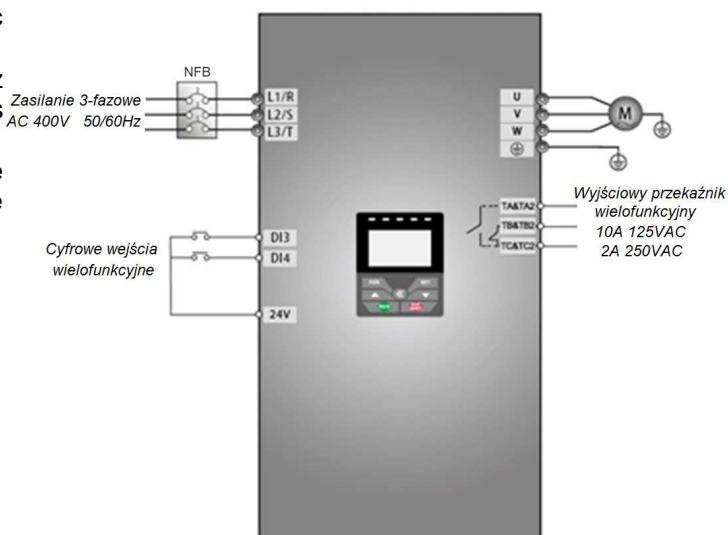 NFB
Zasilanie 3-fazowe
AC 400V 50/60Hz
L1/R
L2/S
L3/T
U
V
W
M
TA&TA2
TB&TB2
TC&TC2
Wyjściowy przekaźnik
wielofunkcyjny
10A 125VAC
2A 250VAC
DI3
DI4
Cyfrowe wejścia
wielofunkcyjne
24V